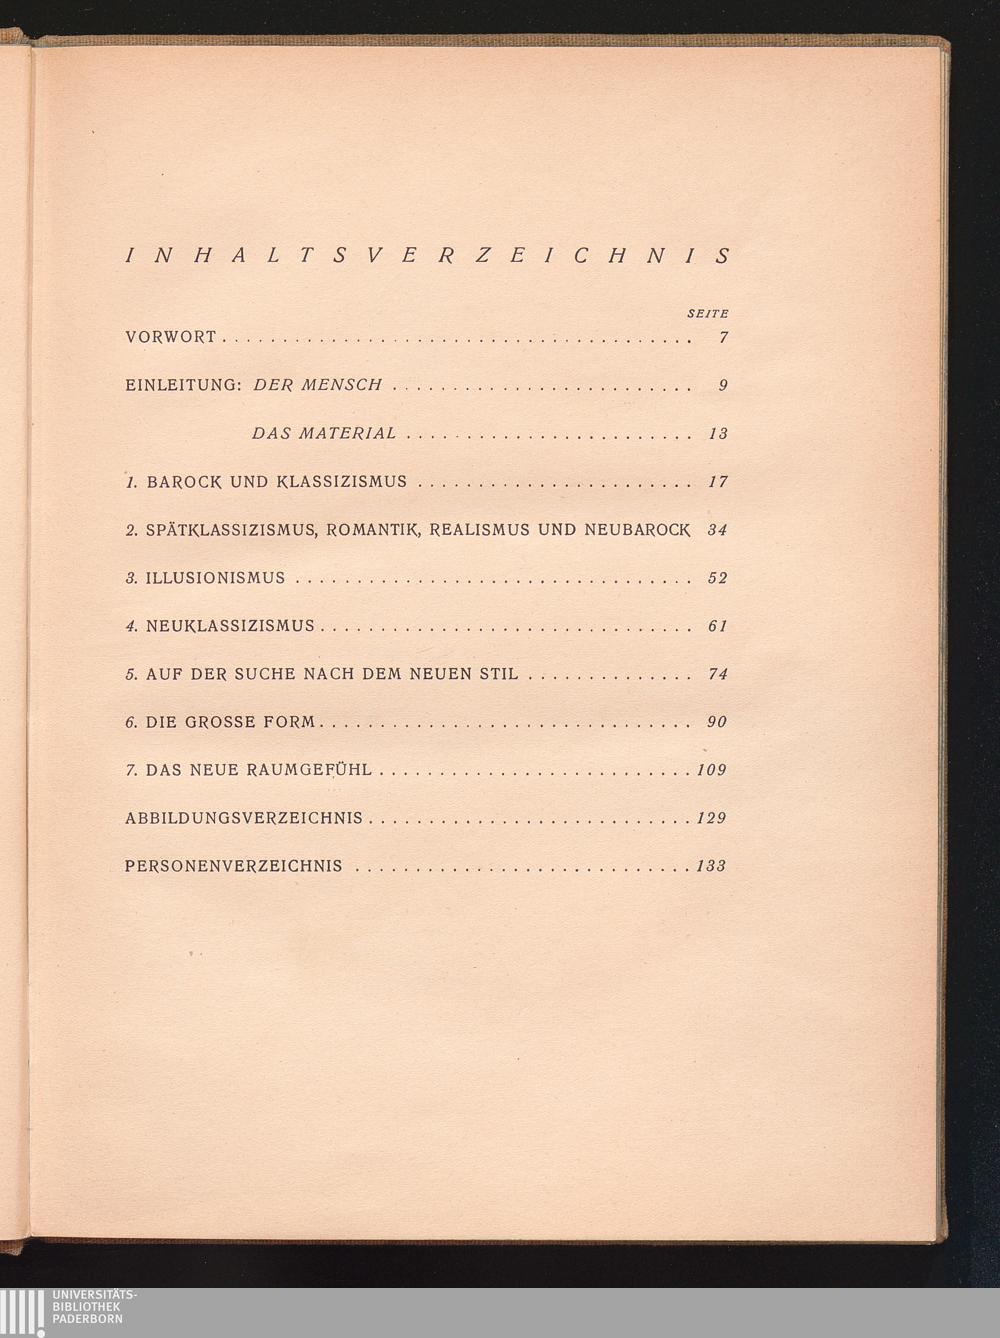 INHALTSVERZEICHNIS
SEITE
VORWORT . . . . . . . . . . . . . . . . . . . . . . . . . . . . . . . . . . . . . . 7
EINLEITUNG: DER MENSCH . . . . . . . . . . . . . . . . . . . . . . . . . 9
DAS MATERIAL . . . . . . . . . . . . . . . . . . . . . . . . 13
1. BAROCK UND KLASSIZISMUS . . . . . . . . . . . . . . . . . . . . . . . 17
2. SPÄTKLASSIZISMUS, ROMANTIK, REALISMUS UND NEUBAROCK 34
3. ILLUSIONISMUS . . . . . . . . . . . . . . . . . . . . . . . . . . . . . . . . . 52
4. NEUKLASSIZISMUS . . . . . . . . . . . . . . . . . . . . . . . . . . . . . . . 61
5. AUF DER SUCHE NACH DEM NEUEN STIL . . . . . . . . . . . . . . 74
6. DIE GROSSE FORM . . . . . . . . . . . . . . . . . . . . . . . . . . . . . . . 90
7. DAS NEUE RAUMGEFÜHL . . . . . . . . . . . . . . . . . . . . . . . . . . 109
ABBILDUNGSVERZEICHNIS . . . . . . . . . . . . . . . . . . . . . . . . . . . 129
PERSONENVERZEICHNIS . . . . . . . . . . . . . . . . . . . . . . . . . . . . 133
UNIVERSITÄTS-
BIBLIOTHEK
PADERBORN